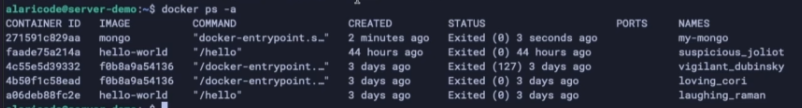 alaricode@server-demo:~$ docker ps -a
CONTAINER ID IMAGE COMMAND CREATED STATUS PORTS NAMES
271591c829aa mongo "docker-entrypoint.s…" 2 minutes ago Exited (0) 3 seconds ago my-mongo
faade75a214a hello-world "/hello" 44 hours ago Exited (0) 44 hours ago suspicious_joliot
4c55e5d39332 f0b8a9a54136 "/docker-entrypoint.…" 3 days ago Exited (127) 3 days ago vigilant_dubinsky
4b50f1c58ead f0b8a9a54136 "/docker-entrypoint.…" 3 days ago Exited (0) 3 days ago loving_cori
a06deb88fc2e hello-world "/hello" 3 days ago Exited (0) 3 days ago laughing_raman